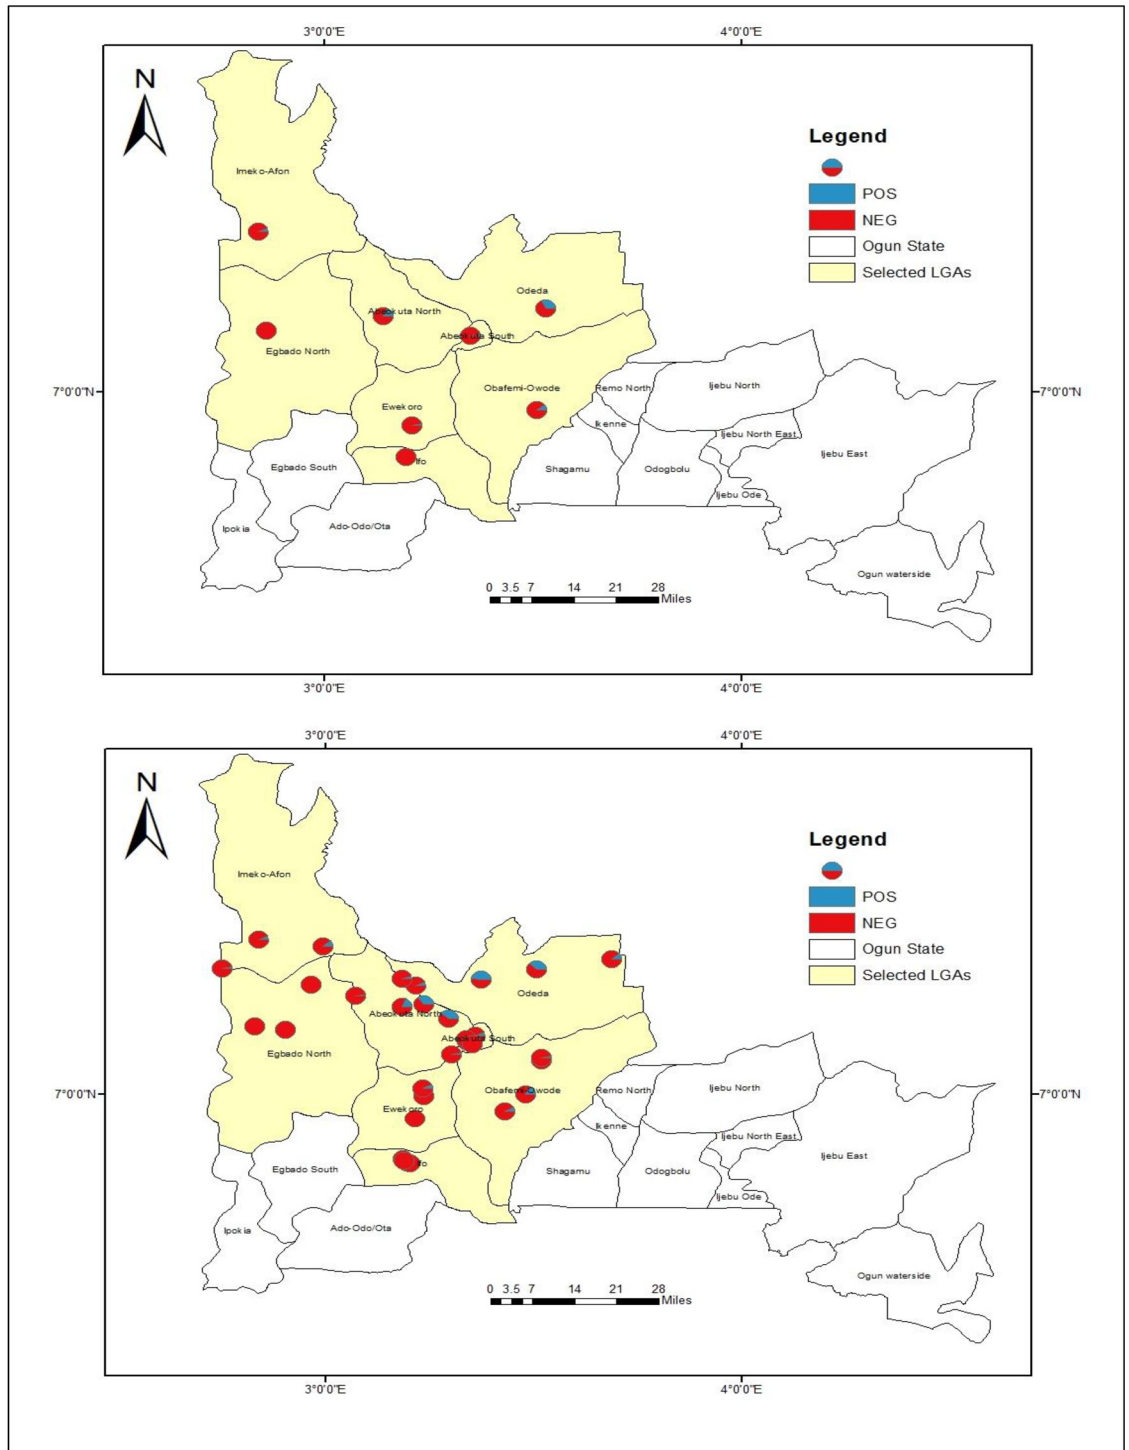 3°0'0"E 4°0'0"E
N
Legend
POS
NEG
Ogun State
Selected LGAs
Imeko-Afon
Odeda
Abeokuta North
Abeokuta South
Egbado North
7°0'0"N 7°0'0"N
Obafemi-Owode
Remo North
Ijebu North
Ewekoro
Ikenne
Ijebu North East
Ijebu East
Ifo
Egbado South
Shagamu
Odogbolu
Ijebu Ode
Ipokia
Ado-Odo/Ota
Ogun waterside
0 3.5 7 14 21 28
Miles
3°0'0"E 4°0'0"E
3°0'0"E 4°0'0"E
N
Legend
POS
NEG
Ogun State
Selected LGAs
Imeko-Afon
Odeda
Abeokuta North
Abeokuta South
Egbado North
7°0'0"N 7°0'0"N
Obafemi-Owode
Remo North
Ijebu North
Ewekoro
Ikenne
Ijebu North East
Ijebu East
Ifo
Egbado South
Shagamu
Odogbolu
Ijebu Ode
Ipokia
Ado-Odo/Ota
Ogun waterside
0 3.5 7 14 21 28
Miles
3°0'0"E 4°0'0"E